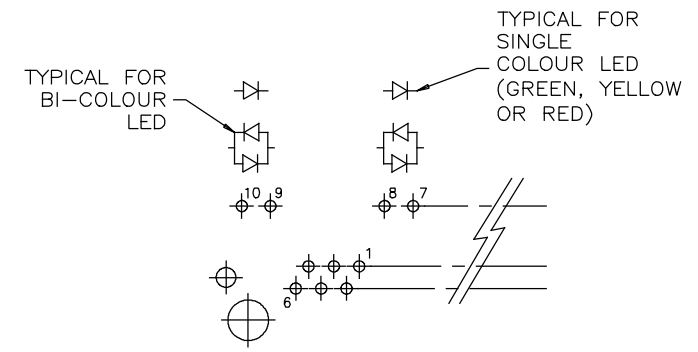 TYPICAL FOR
SINGLE
COLOUR LED
(GREEN, YELLOW
OR RED)
TYPICAL FOR
BI-COLOUR
LED
10 9 8 7
1
6